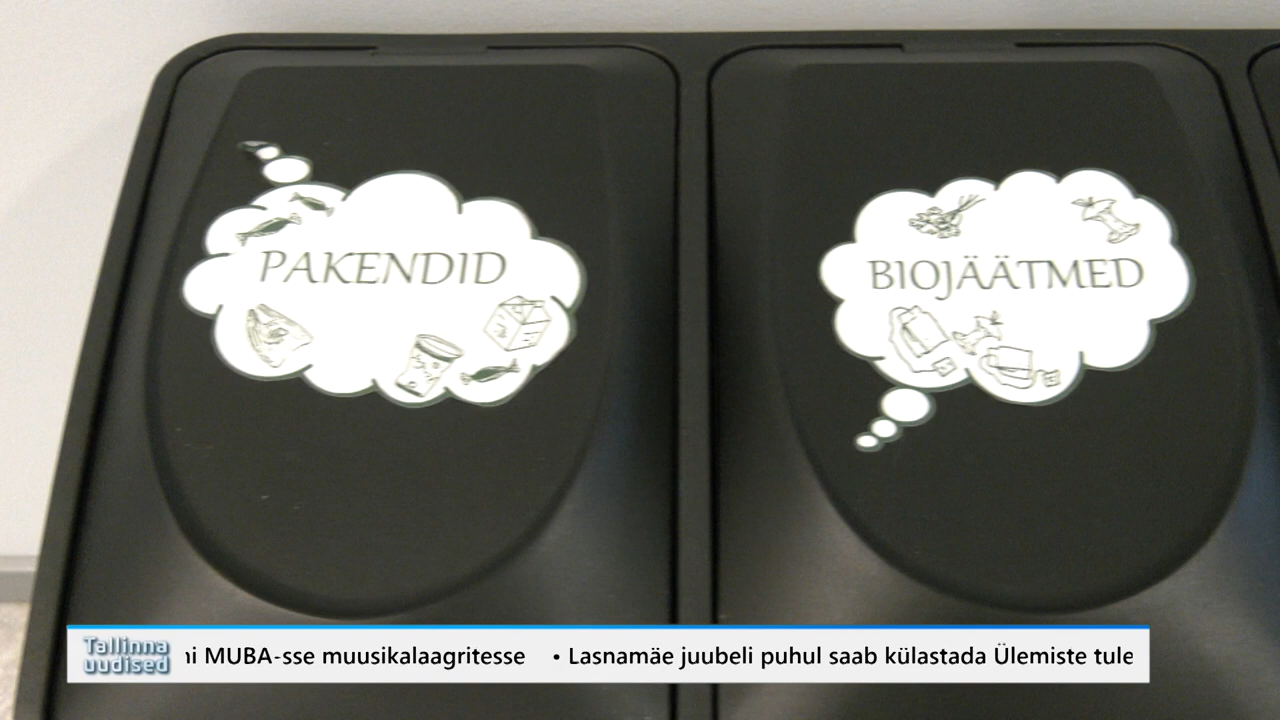 PAKENDID
BIOJÄÄTMED
Tallinna
uudised
MUBA-sse muusikalaagritesse • Lasnamäe juubeli puhul saab külastada Ülemiste tule